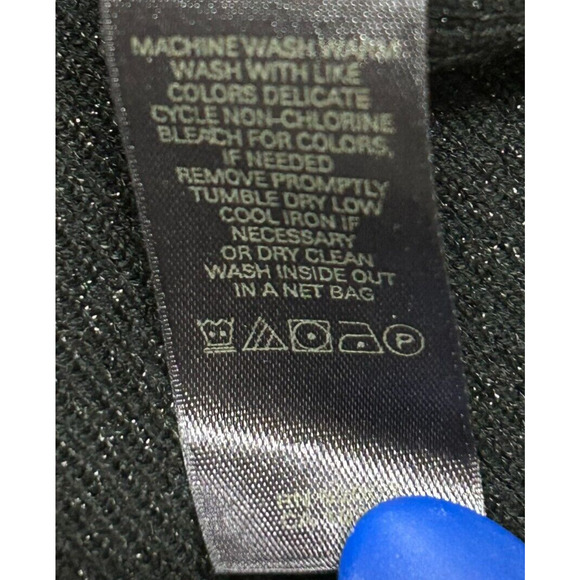 MACHINE WASH WARM
WASH WITH LIKE
COLORS DELICATE
CYCLE NON-CHLORINE
BLEACH FOR COLORS,
IF NEEDED
REMOVE PROMPTLY
TUMBLE DRY LOW
COOL IRON IF
NECESSARY
OR DRY CLEAN
WASH INSIDE OUT
IN A NET BAG
P